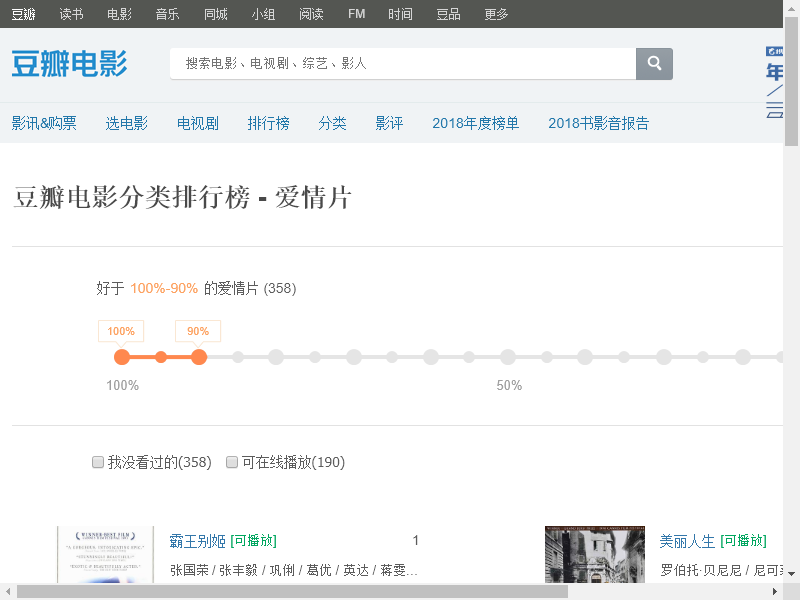 豆瓣 读书 电影 音乐 同城 小组 阅读 FM 时间 豆品 更多
豆瓣电影
搜索电影、电视剧、综艺、影人
影讯&购票 选电影 电视剧 排行榜 分类 影评 2018年度榜单 2018书影音报告
豆瓣电影分类排行榜 - 爱情片
好于 100%-90% 的爱情片 (358)
100% 90%
100% 50%
我没看过的(358) 可在线播放(190)
WINNER-BEST FILM
霸王别姬 [可播放] 1
张国荣 / 张丰毅 / 巩俐 / 葛优 / 英达 / 蒋雯…
美丽人生 [可播放]
罗伯托·贝尼尼 / 尼可